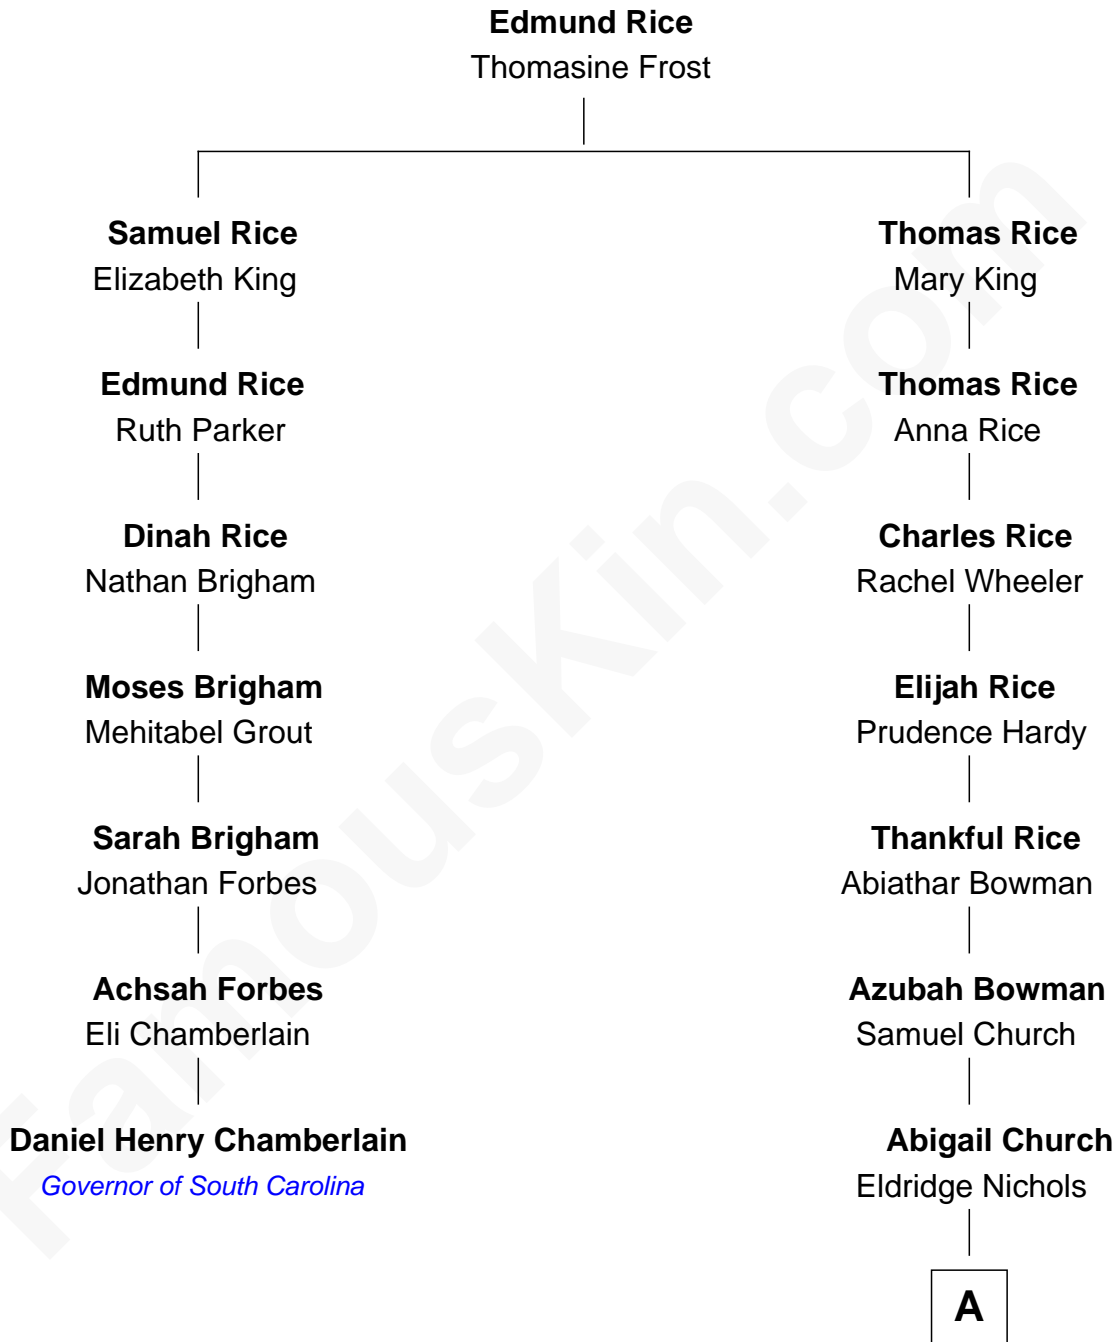 Edmund Rice
Thomasine Frost
Samuel Rice
Elizabeth King
Thomas Rice
Mary King
Edmund Rice
Ruth Parker
Thomas Rice
Anna Rice
Dinah Rice
Nathan Brigham
Charles Rice
Rachel Wheeler
Moses Brigham
Mehitabel Grout
Elijah Rice
Prudence Hardy
Sarah Brigham
Jonathan Forbes
Thankful Rice
Abiathar Bowman
Achsah Forbes
Eli Chamberlain
Azubah Bowman
Samuel Church
Daniel Henry Chamberlain
Governor of South Carolina
Abigail Church
Eldridge Nichols
A
FamousKin.com